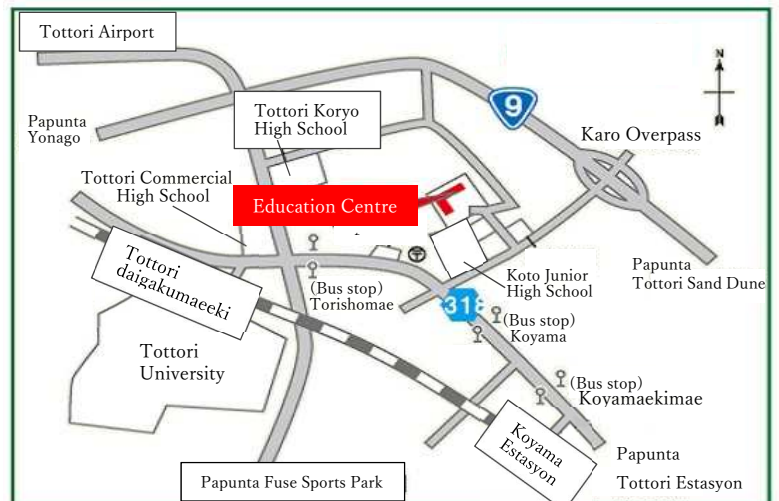 Tottori Airport
N
9
Papunta
Yonago
Tottori Koryo
High School
Karo Overpass
Tottori Commercial
High School
Education Centre
Tottori
daigakumaeeki
(Bus stop)
Torishomae
Koto Junior
High School
Papunta
Tottori Sand Dune
318
(Bus stop)
Koyama
Tottori
University
(Bus stop)
Koyamaekimae
Koyama
Estasyon
Papunta
Tottori Estasyon
Papunta Fuse Sports Park